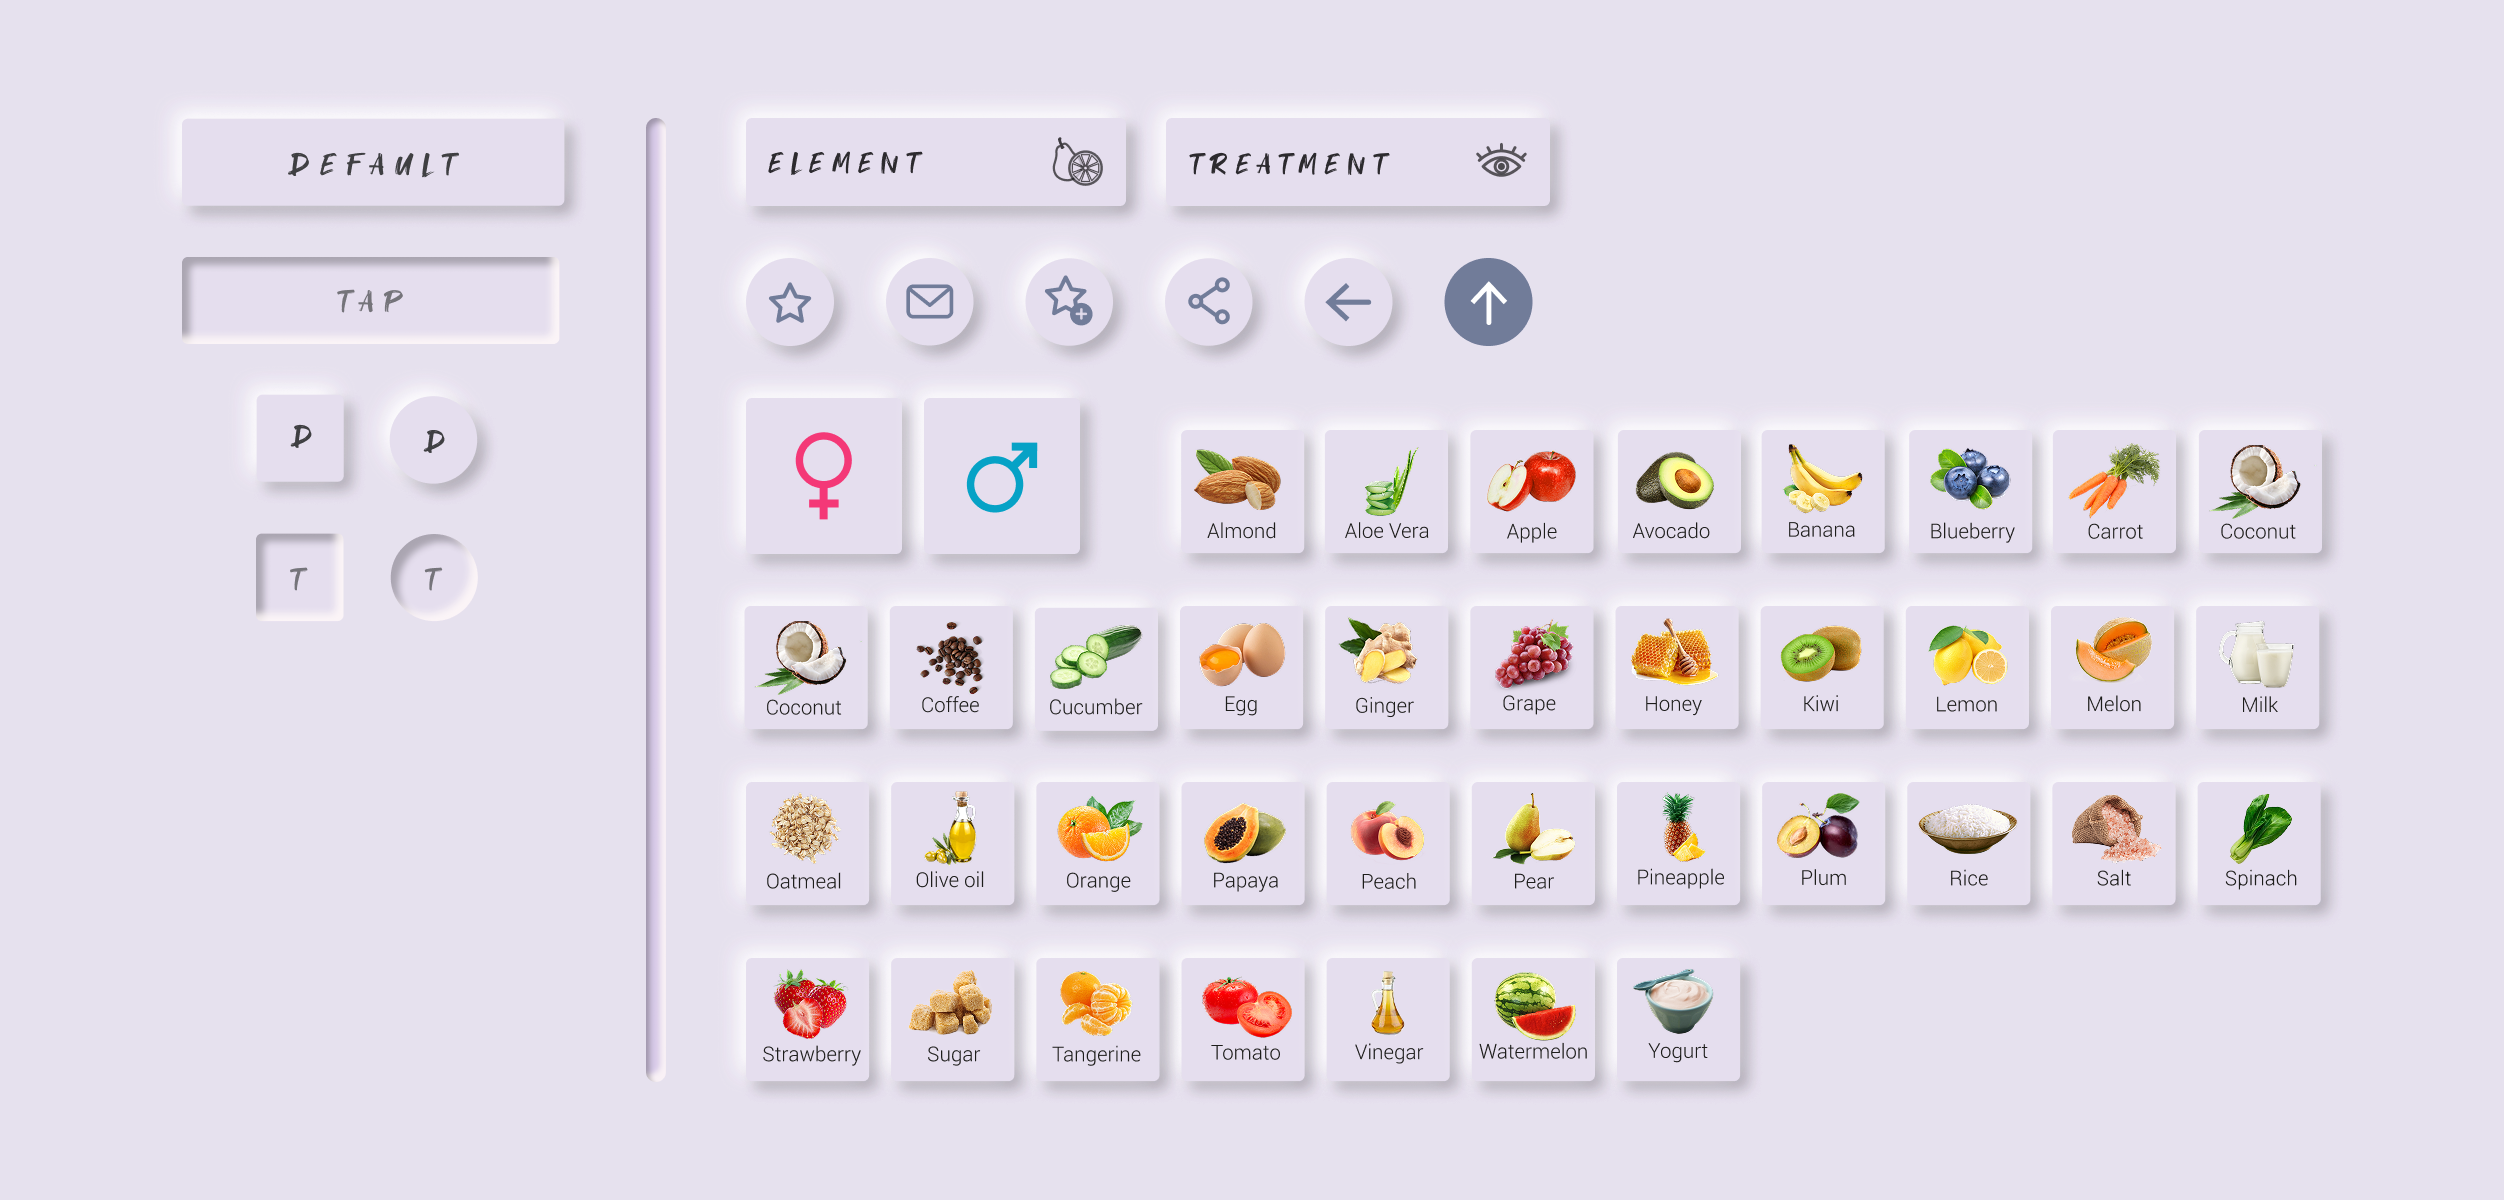 DEFAULT
TAP
D
D
T
T
ELEMENT
TREATMENT
Almond
Aloe Vera
Apple
Avocado
Banana
Blueberry
Carrot
Coconut
Coconut
Coffee
Cucumber
Egg
Ginger
Grape
Honey
Kiwi
Lemon
Melon
Milk
Oatmeal
Olive oil
Orange
Papaya
Peach
Pear
Pineapple
Plum
Rice
Salt
Spinach
Strawberry
Sugar
Tangerine
Tomato
Vinegar
Watermelon
Yogurt